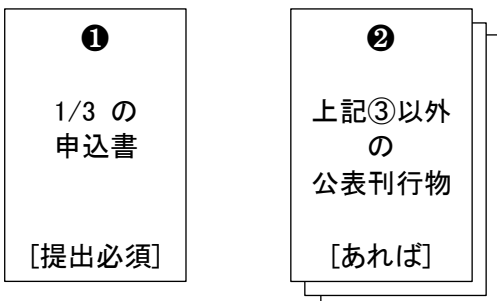 ❶
1/3 の
申込書
[提出必須]
❷
上記③以外
の
公表刊行物
[あれば]